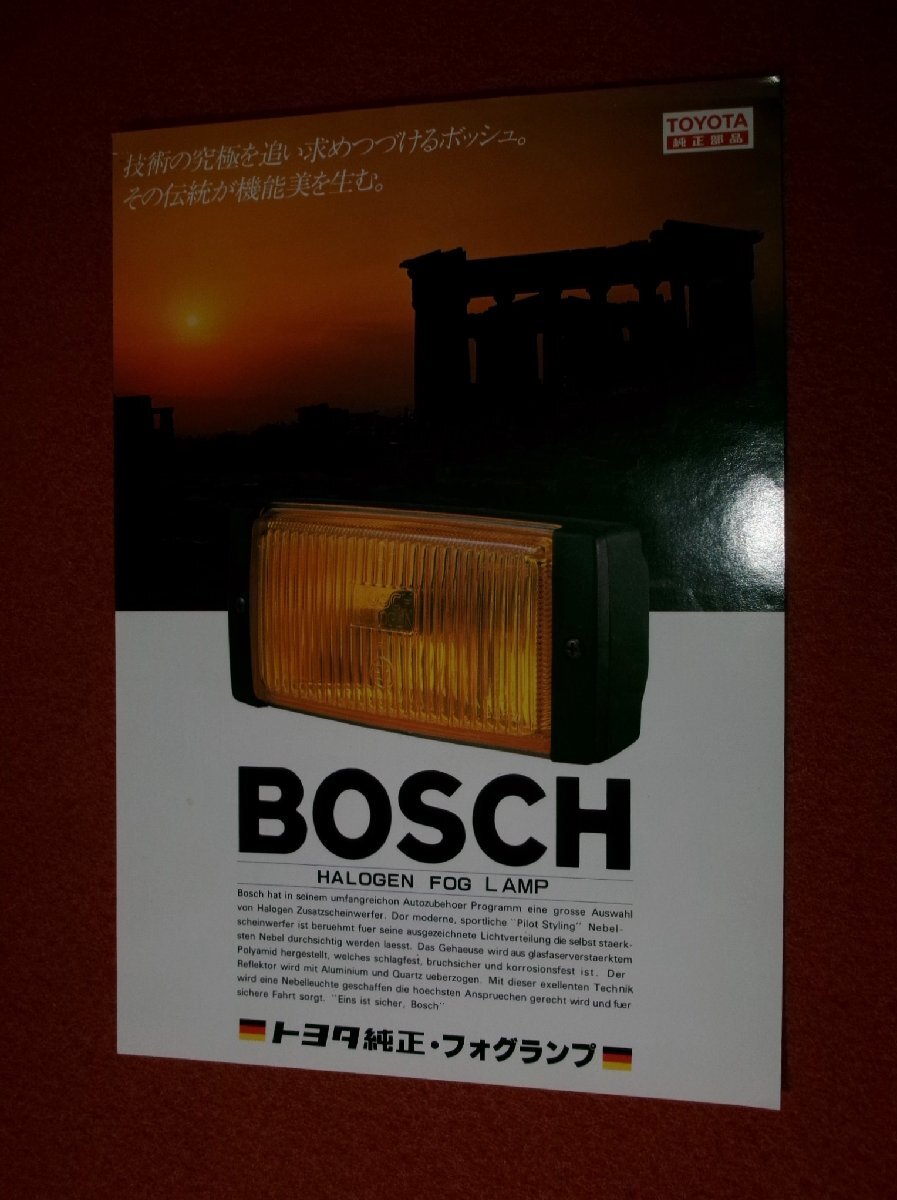 技術の究極を追い求めつづけるボッシュ。
その伝統が機能美を生む。
TOYOTA
純正部品
BOSCH
HALOGEN FOG LAMP
Bosch hat in seinem umfangreichon Autozubehoer Programm eine grosse Auswahl
von Halogen Zusatzscheinwerfer. Dor moderne, sportliche "Pilot Styling" Nebel-
scheinwerfer ist beruehmt fuer seine ausgezeichnete Lichtverteilung die selbst staerk-
sten Nebel durchsichtig werden laesst. Das Gehaeuse wird aus glasfaserverstaerktem
Polyamid hergestellt, welches schlagfest, bruchsicher und korrosionsfest ist. Der
Reflektor wird mit Aluminium und Quartz ueberzogen. Mit dieser exellenten Technik
wird eine Nebelleuchte geschaffen die hoechsten Anspruechen gerecht wird und fuer
sichere Fahrt sorgt. "Eins ist sicher, Bosch"
トヨタ純正・フォグランプ